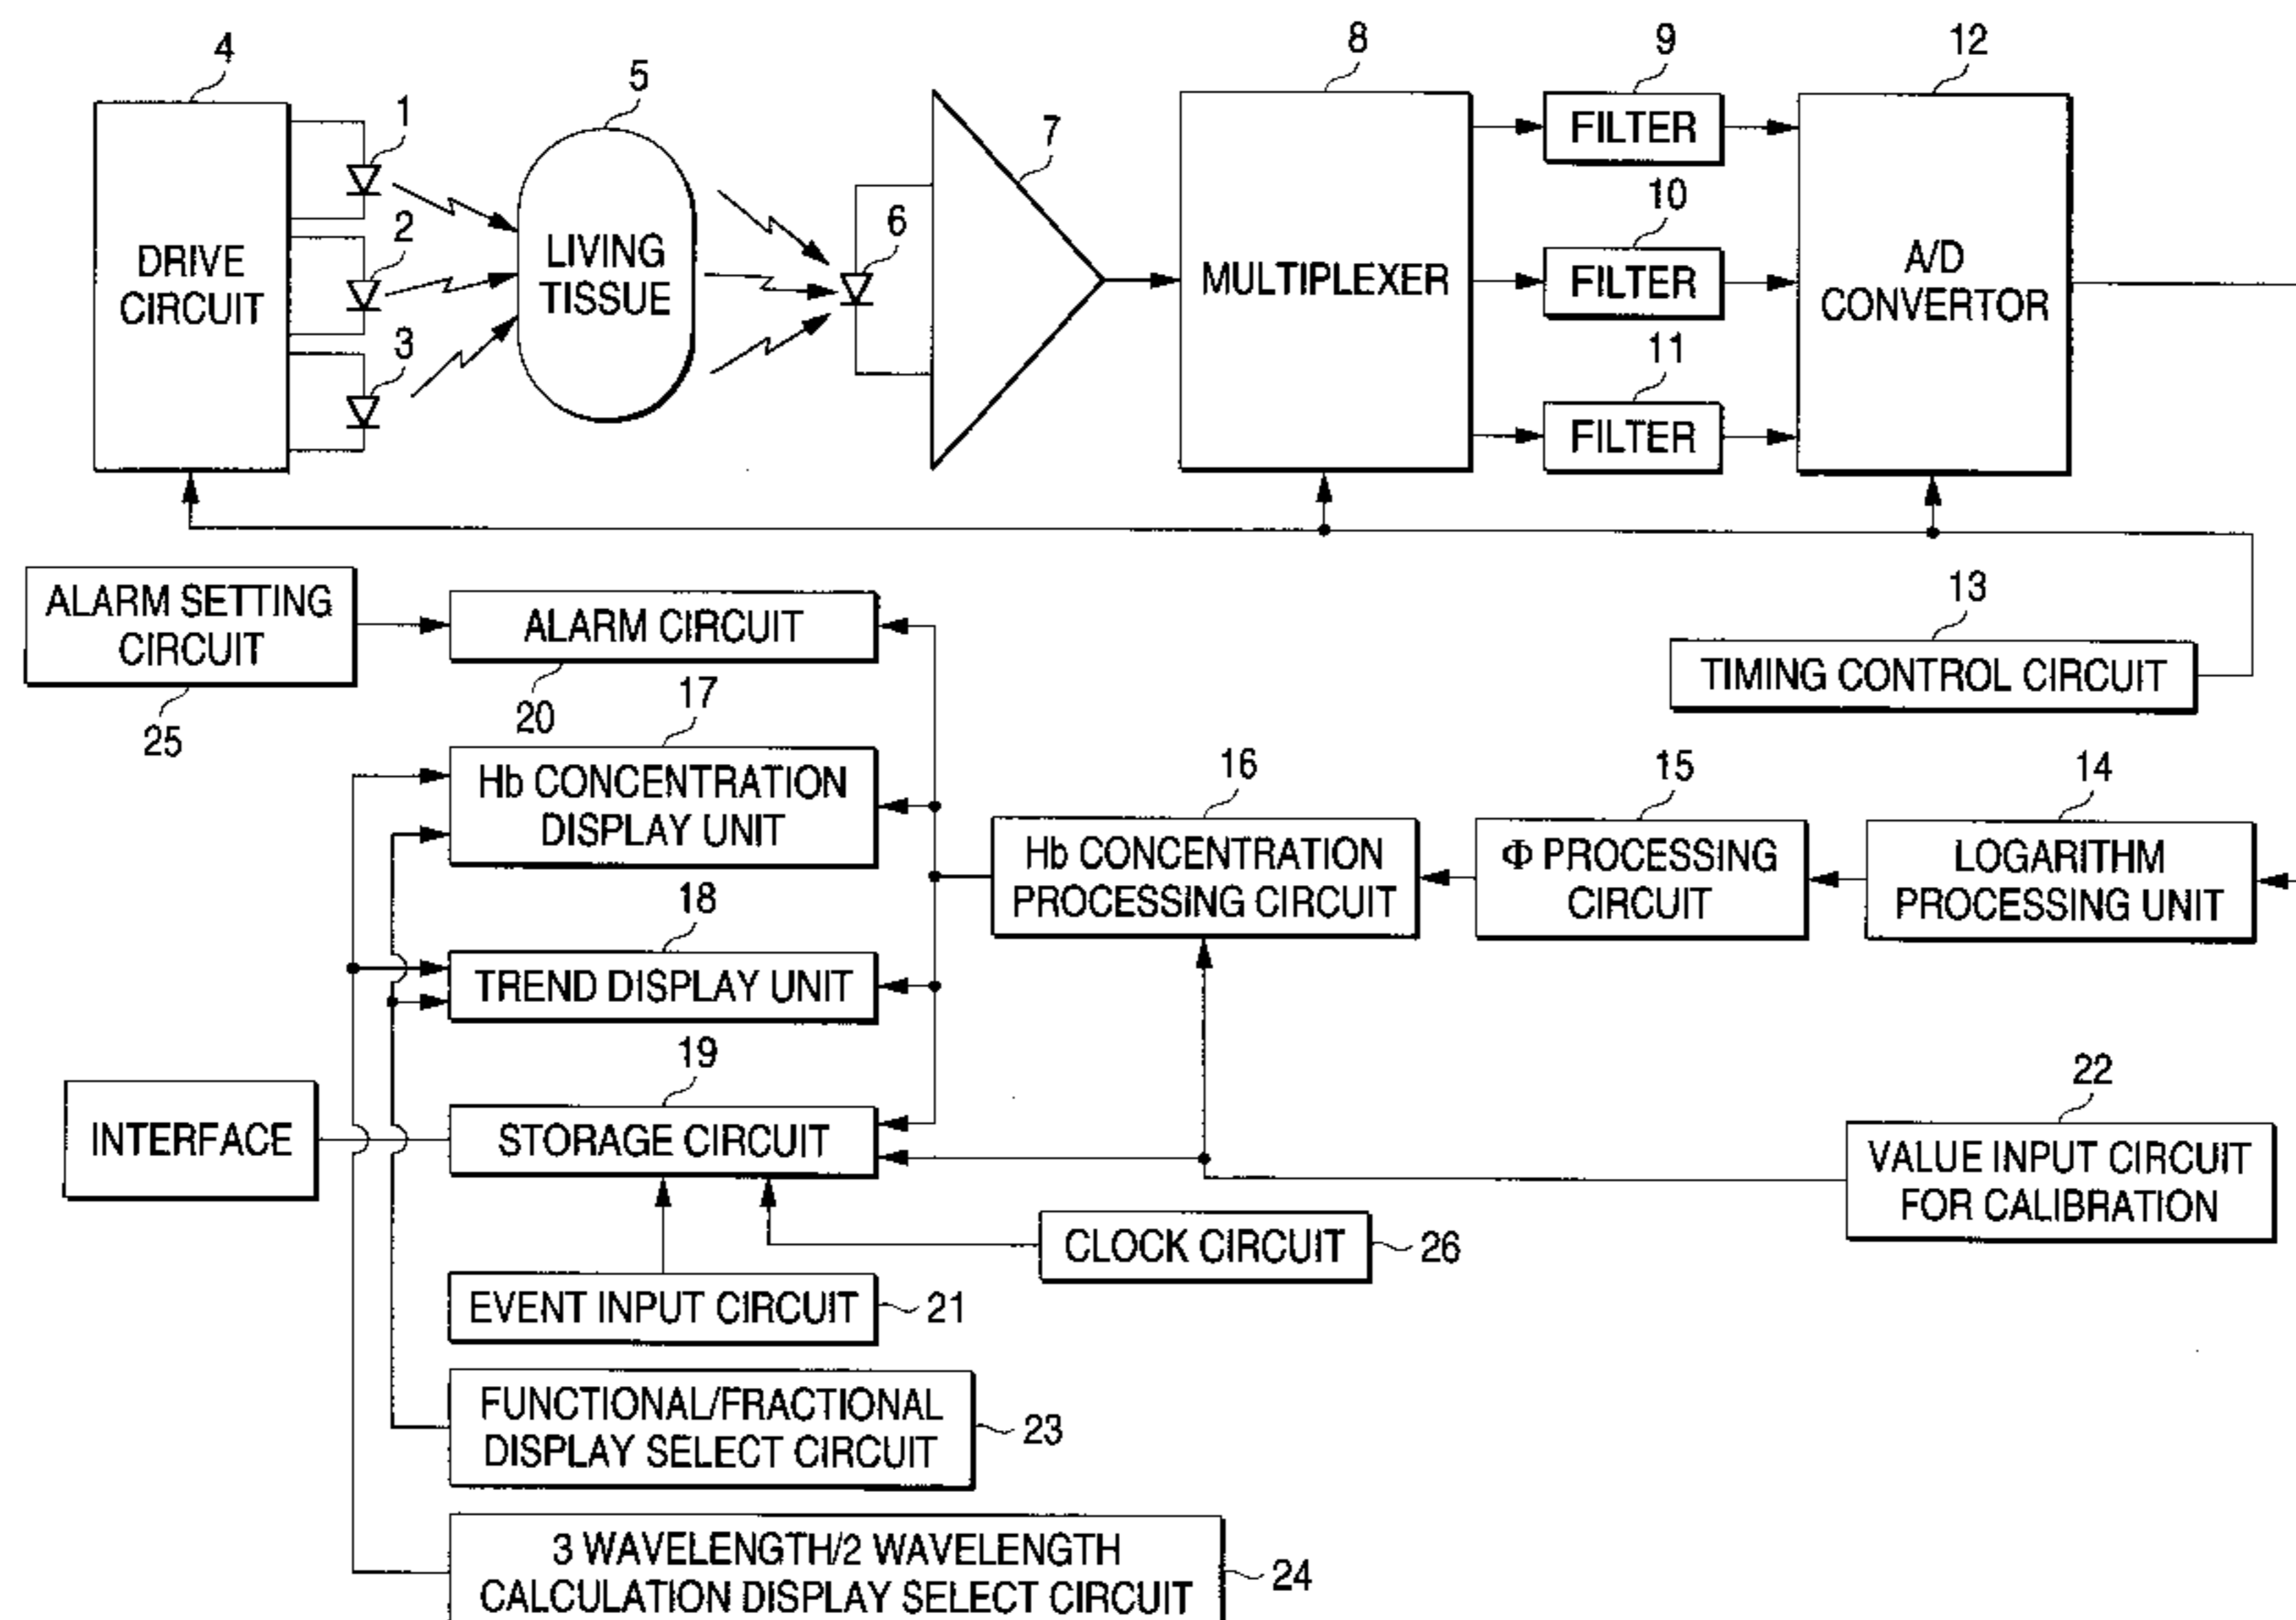 4
1
2
3
DRIVE
CIRCUIT
5
LIVING
TISSUE
6
7
8
MULTIPLEXER
9
FILTER
10
FILTER
11
FILTER
12
A/D
CONVERTOR
ALARM SETTING
CIRCUIT
25
ALARM CIRCUIT
20
13
TIMING CONTROL CIRCUIT
17
Hb CONCENTRATION
DISPLAY UNIT
16
Hb CONCENTRATION
PROCESSING CIRCUIT
15
Φ PROCESSING
CIRCUIT
14
LOGARITHM
PROCESSING UNIT
18
TREND DISPLAY UNIT
19
STORAGE CIRCUIT
INTERFACE
22
VALUE INPUT CIRCUIT
FOR CALIBRATION
CLOCK CIRCUIT
26
EVENT INPUT CIRCUIT
21
FUNCTIONAL/FRACTIONAL
DISPLAY SELECT CIRCUIT
23
3 WAVELENGTH/2 WAVELENGTH
CALCULATION DISPLAY SELECT CIRCUIT
24